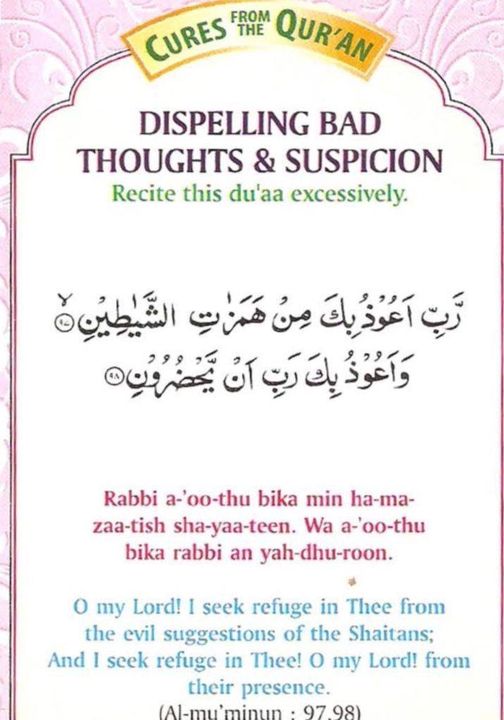 CURES FROM THE QUR'AN
DISPELLING BAD
THOUGHTS & SUSPICION
Recite this du'aa excessively.
رَّبِّ اَعُوْذُ بِكَ مِنْ هَمَزٰتِ الشَّيٰطِيْنِ ۙ‏﴿۹۷﴾
وَاَعُوْذُ بِكَ رَبِّ اَنْ يَّحْضُرُوْنِ ﴿۹۸﴾
Rabbi a-'oo-thu bika min ha-ma-
zaa-tish sha-yaa-teen. Wa a-'oo-thu
bika rabbi an yah-dhu-roon.
O my Lord! I seek refuge in Thee from
the evil suggestions of the Shaitans;
And I seek refuge in Thee! O my Lord! from
their presence.
(Al-mu'minun : 97,98)